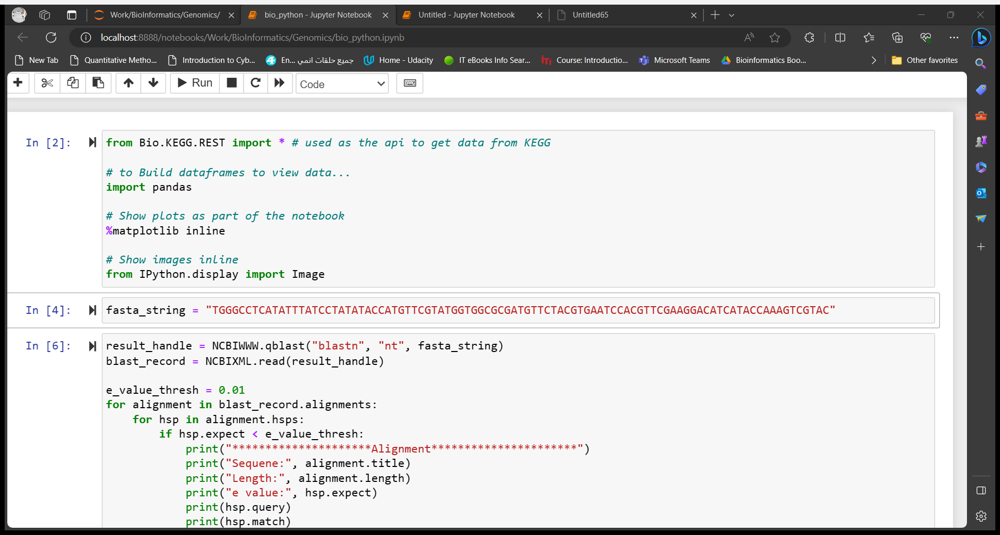 Work/BioInformatics/Genomics/
bio_python - Jupyter Notebook
Untitled - Jupyter Notebook
Untitled65
localhost:8888/notebooks/Work/BioInformatics/Genomics/bio_python.ipynb
New Tab
Quantitative Metho...
Introduction to Cyb...
En... جميع حلقات انمي
Home - Udacity
IT eBooks Info Sear...
Course: Introductio...
Microsoft Teams
Bioinformatics Boo...
Other favorites
Run
Code
In [2]:
from Bio.KEGG.REST import * # used as the api to get data from KEGG
# to Build dataframes to view data...
import pandas
# Show plots as part of the notebook
%matplotlib inline
# Show images inline
from IPython.display import Image
In [4]:
fasta_string = "TGGGCCTCATATTTATCCTATATACCATGTTCGTATGGTGGCGCGATGTTCTACGTGAATCCACGTTCGAAGGACATCATACCAAAGTCGTAC"
In [6]:
result_handle = NCBIWWW.qblast("blastn", "nt", fasta_string)
blast_record = NCBIXML.read(result_handle)
e_value_thresh = 0.01
for alignment in blast_record.alignments:
for hsp in alignment.hsps:
if hsp.expect < e_value_thresh:
print("*********************Alignment**********************")
print("Sequene:", alignment.title)
print("Length:", alignment.length)
print("e value:", hsp.expect)
print(hsp.query)
print(hsp.match)